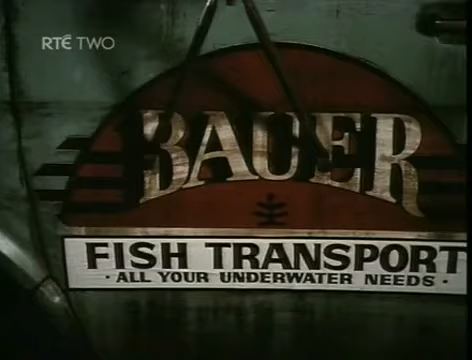 RTÉ TWO
BAUER
FISH TRANSPORT
· ALL YOUR UNDERWATER NEEDS ·